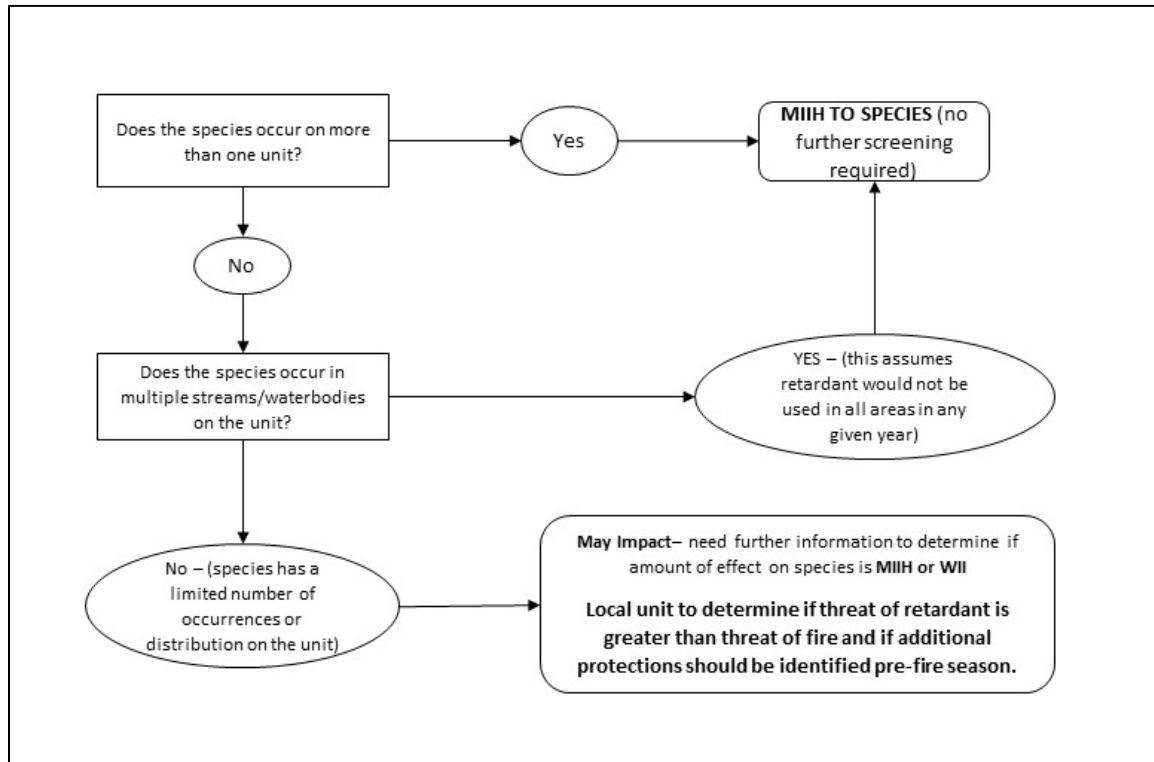 Does the species occur on more
than one unit?
Yes
MIIH TO SPECIES (no
further screening
required)
No
Does the species occur in
multiple streams/waterbodies
on the unit?
YES – (this assumes
retardant would not be
used in all areas in any
given year)
No – (species has a
limited number of
occurrences or
distribution on the unit)
May Impact– need further information to determine if
amount of effect on species is MIIH or WII
Local unit to determine if threat of retardant is
greater than threat of fire and if additional
protections should be identified pre-fire season.